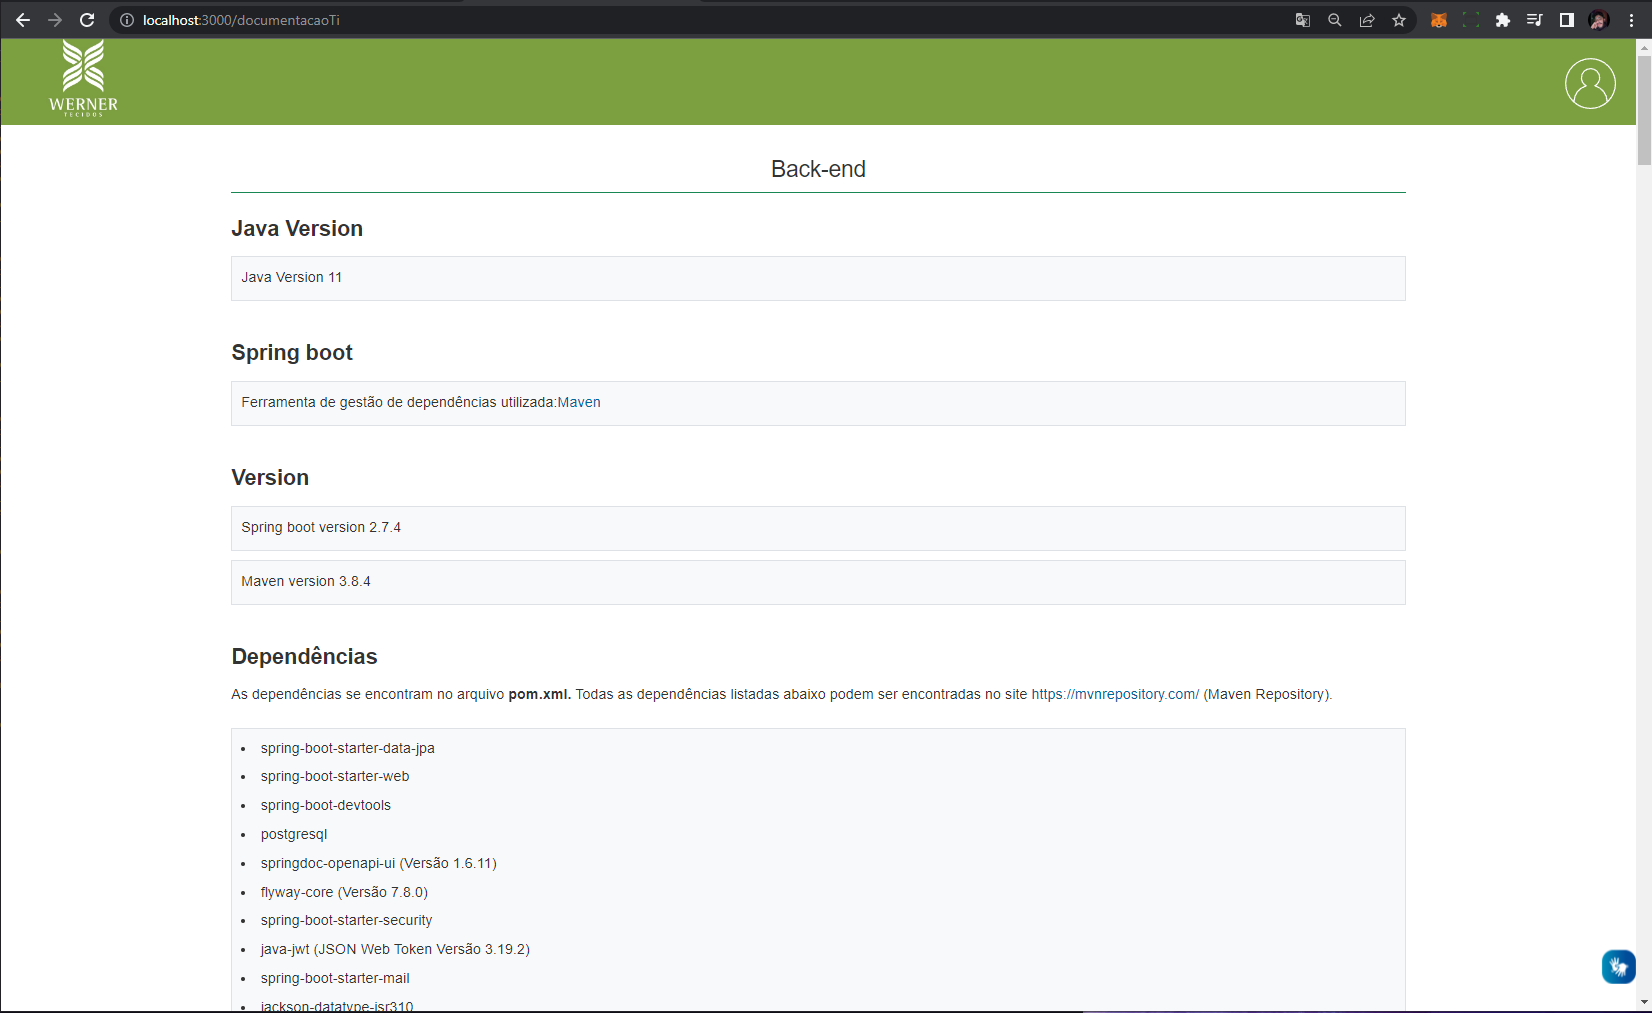 localhost:3000/documentacaoTi
WERNER
TECIDOS
Back-end
Java Version
Java Version 11
Spring boot
Ferramenta de gestão de dependências utilizada:Maven
Version
Spring boot version 2.7.4
Maven version 3.8.4
Dependências
As dependências se encontram no arquivo pom.xml. Todas as dependências listadas abaixo podem ser encontradas no site https://mvnrepository.com/ (Maven Repository).
• spring-boot-starter-data-jpa
• spring-boot-starter-web
• spring-boot-devtools
• postgresql
• springdoc-openapi-ui (Versão 1.6.11)
• flyway-core (Versão 7.8.0)
• spring-boot-starter-security
• java-jwt (JSON Web Token Versão 3.19.2)
• spring-boot-starter-mail
• jackson-datatype-jsr310